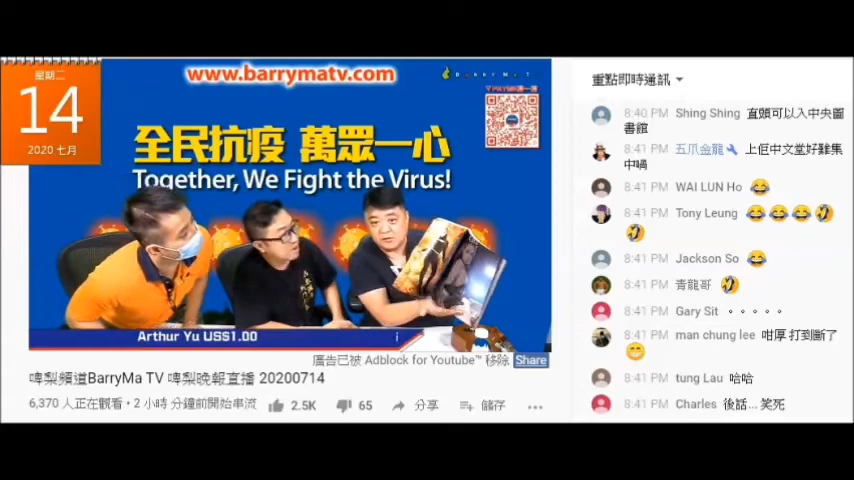 星期二
14
2020 七月
www.barrymatv.com
BARRYMAT
全民抗疫 萬眾一心
Together, We Fight the Virus!
Arthur Yu US$1.00
廣告已被 Adblock for Youtube™ 移除
Share
啤梨頻道BarryMa TV 啤梨晚報直播 20200714
6,370 人正在觀看 • 2 小時 分鐘前開始串流
2.5K
65
分享
儲存
重點即時通訊
8:40 PM Shing Shing 直頭可以入中央圖
書館
8:41 PM 五爪金龍 上佢中文堂好難集
中喎
8:41 PM WAI LUN Ho 😂
8:41 PM Tony Leung 😂😂😂🤣
🤣
8:41 PM Jackson So 😂
8:41 PM 青龍哥 🤣
8:41 PM Gary Sit 。。。。。
8:41 PM man chung lee 咁厚 打到斷了
😁
8:41 PM tung Lau 哈哈
8:41 PM Charles 後話... 笑死